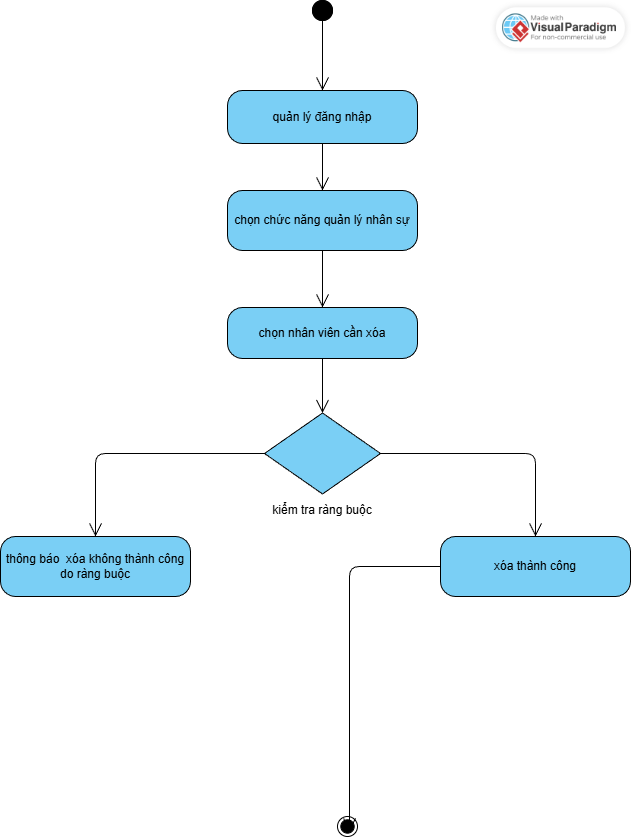 Made with
VisualParadigm
For non-commercial use
quản lý đăng nhập
chọn chức năng quản lý nhân sự
chọn nhân viên cần xóa
kiểm tra ràng buộc
thông báo  xóa không thành công
do ràng buộc
xóa thành công